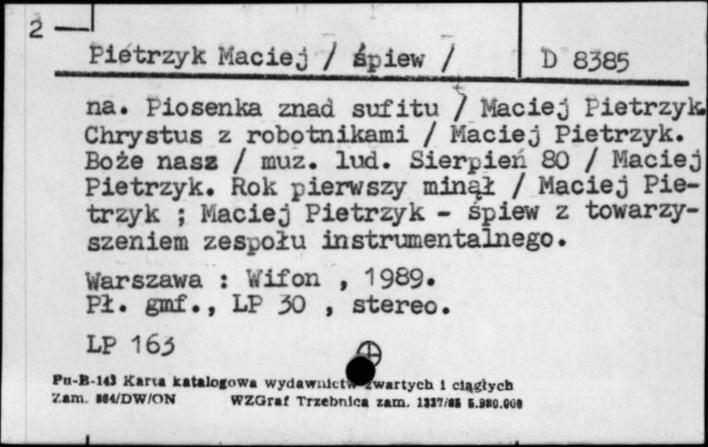 2
Pietrzyk Maciej / śpiew /
D 8385
na. Piosenka znad sufitu / Maciej Pietrzyk.
Chrystus z robotnikami / Maciej Pietrzyk.
Boże nasz / muz. lud. Sierpień 80 / Maciej
Pietrzyk. Rok pierwszy minął / Maciej Pie-
trzyk ; Maciej Pietrzyk - śpiew z towarzy-
szeniem zespołu instrumentalnego.
Warszawa : Wifon , 1989.
Pł. gmf., LP 30 , stereo.
LP 163
Pu-B-143 Karta katalogowa wydawnictw zwartych i ciągłych
Zam. 804/DW/ON WZGraf Trzebnica zam. 1337/88 5.980.000